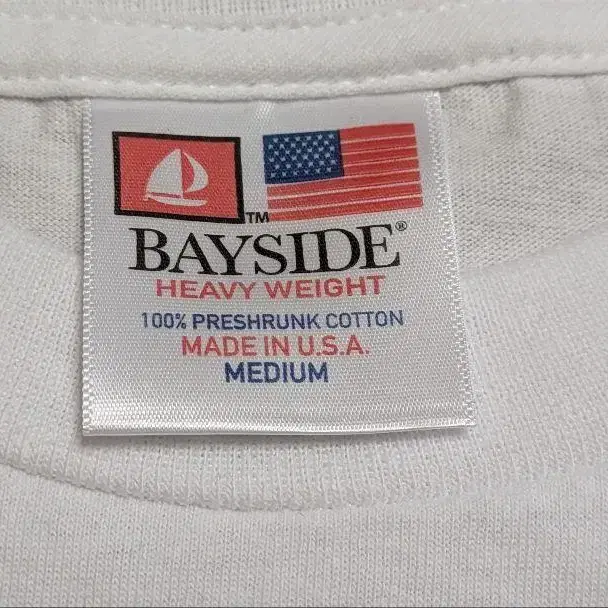 TM
BAYSIDE®
HEAVY WEIGHT
100% PRESHRUNK COTTON
MADE IN U.S.A.
MEDIUM